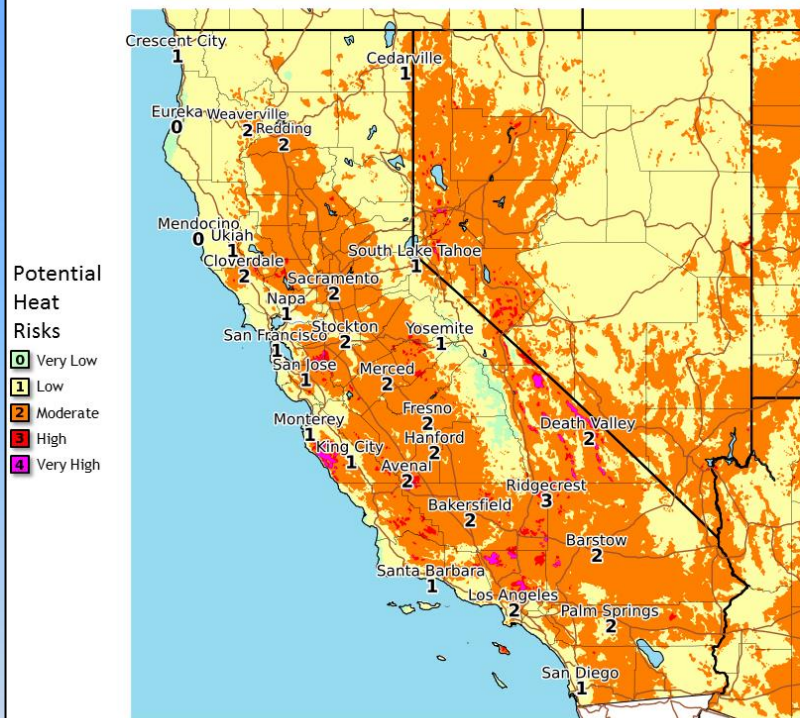 Potential
Heat
Risks
0 Very Low
1 Low
2 Moderate
3 High
4 Very High
Crescent City
1
Cedarville
1
Eureka
0
Weaverville
2
Redding
2
Mendocino
0
Ukiah
1
Cloverdale
2
South Lake Tahoe
1
Sacramento
2
Napa
1
San Francisco
1
Stockton
2
Yosemite
1
San Jose
1
Merced
2
Monterey
1
Fresno
2
Death Valley
2
King City
1
Hanford
2
Avenal
2
Ridgecrest
3
Bakersfield
2
Barstow
2
Santa Barbara
1
Los Angeles
2
Palm Springs
2
San Diego
1